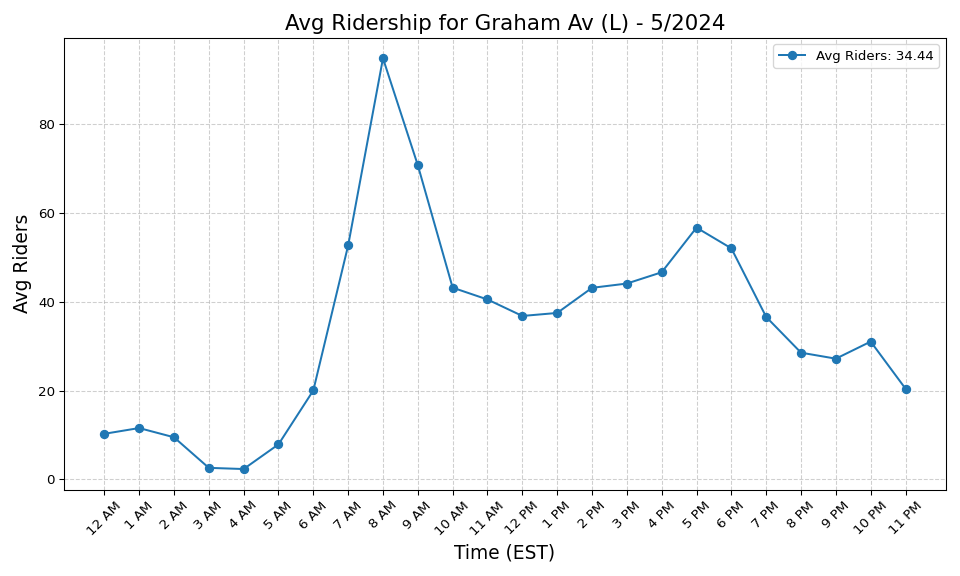 Avg Ridership for Graham Av (L) - 5/2024
Avg Riders: 34.44
Avg Riders
80
60
40
20
0
12 AM
1 AM
2 AM
3 AM
4 AM
5 AM
6 AM
7 AM
8 AM
9 AM
10 AM
11 AM
12 PM
1 PM
2 PM
3 PM
4 PM
5 PM
6 PM
7 PM
8 PM
9 PM
10 PM
11 PM
Time (EST)